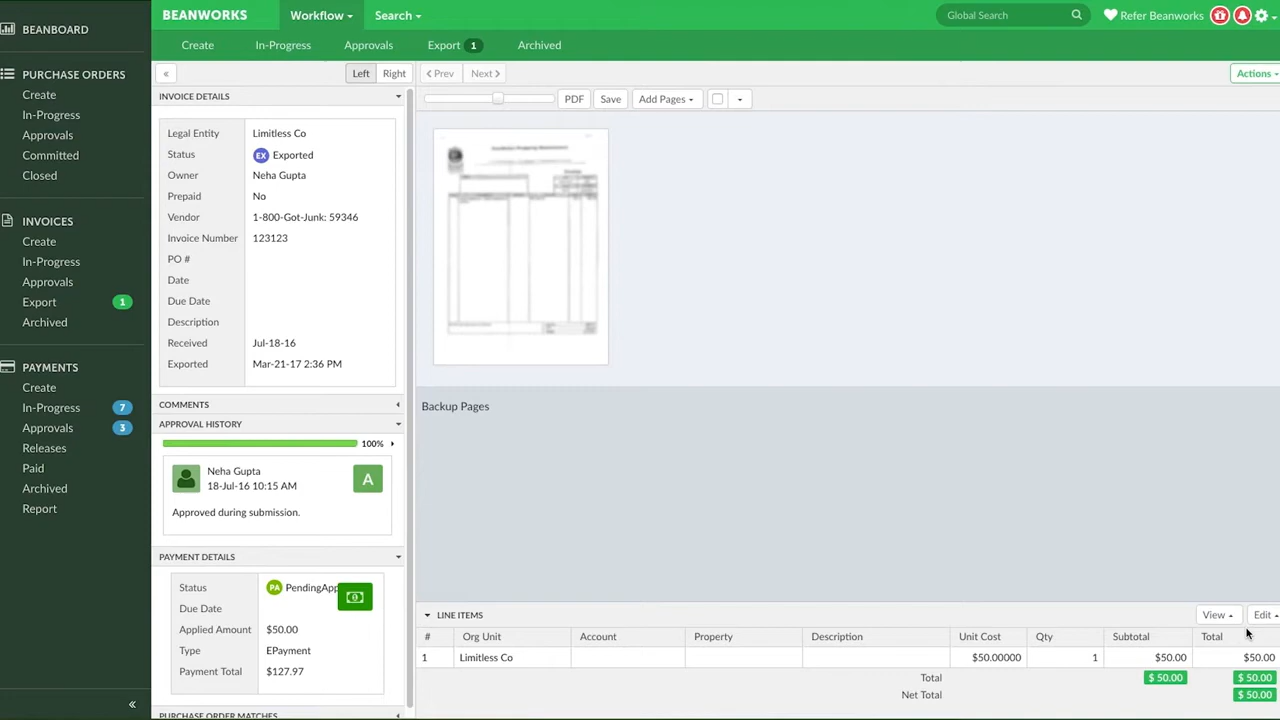 BEANBOARD
PURCHASE ORDERS
Create
In-Progress
Approvals
Committed
Closed
INVOICES
Create
In-Progress
Approvals
Export 1
Archived
PAYMENTS
Create
In-Progress 7
Approvals 3
Releases
Paid
Archived
Report
«
BEANWORKS Workflow Search Global Search Refer Beanworks
Create In-Progress Approvals Export 1 Archived
« Left Right Prev Next Actions
PDF Save Add Pages
INVOICE DETAILS
Legal Entity Limitless Co
Status EX Exported
Owner Neha Gupta
Prepaid No
Vendor 1-800-Got-Junk: 59346
Invoice Number 123123
PO #
Date
Due Date
Description
Received Jul-18-16
Exported Mar-21-17 2:36 PM
COMMENTS
APPROVAL HISTORY
100%
Neha Gupta
18-Jul-16 10:15 AM
A
Approved during submission.
PAYMENT DETAILS
Status PA PendingApp
Due Date
Applied Amount $50.00
Type EPayment
Payment Total $127.97
PURCHASE ORDER MATCHES
Backup Pages
LINE ITEMS View Edit
# Org Unit Account Property Description Unit Cost Qty Subtotal Total
1 Limitless Co $50.00000 1 $50.00 $50.00
Total $ 50.00 $ 50.00
Net Total $ 50.00